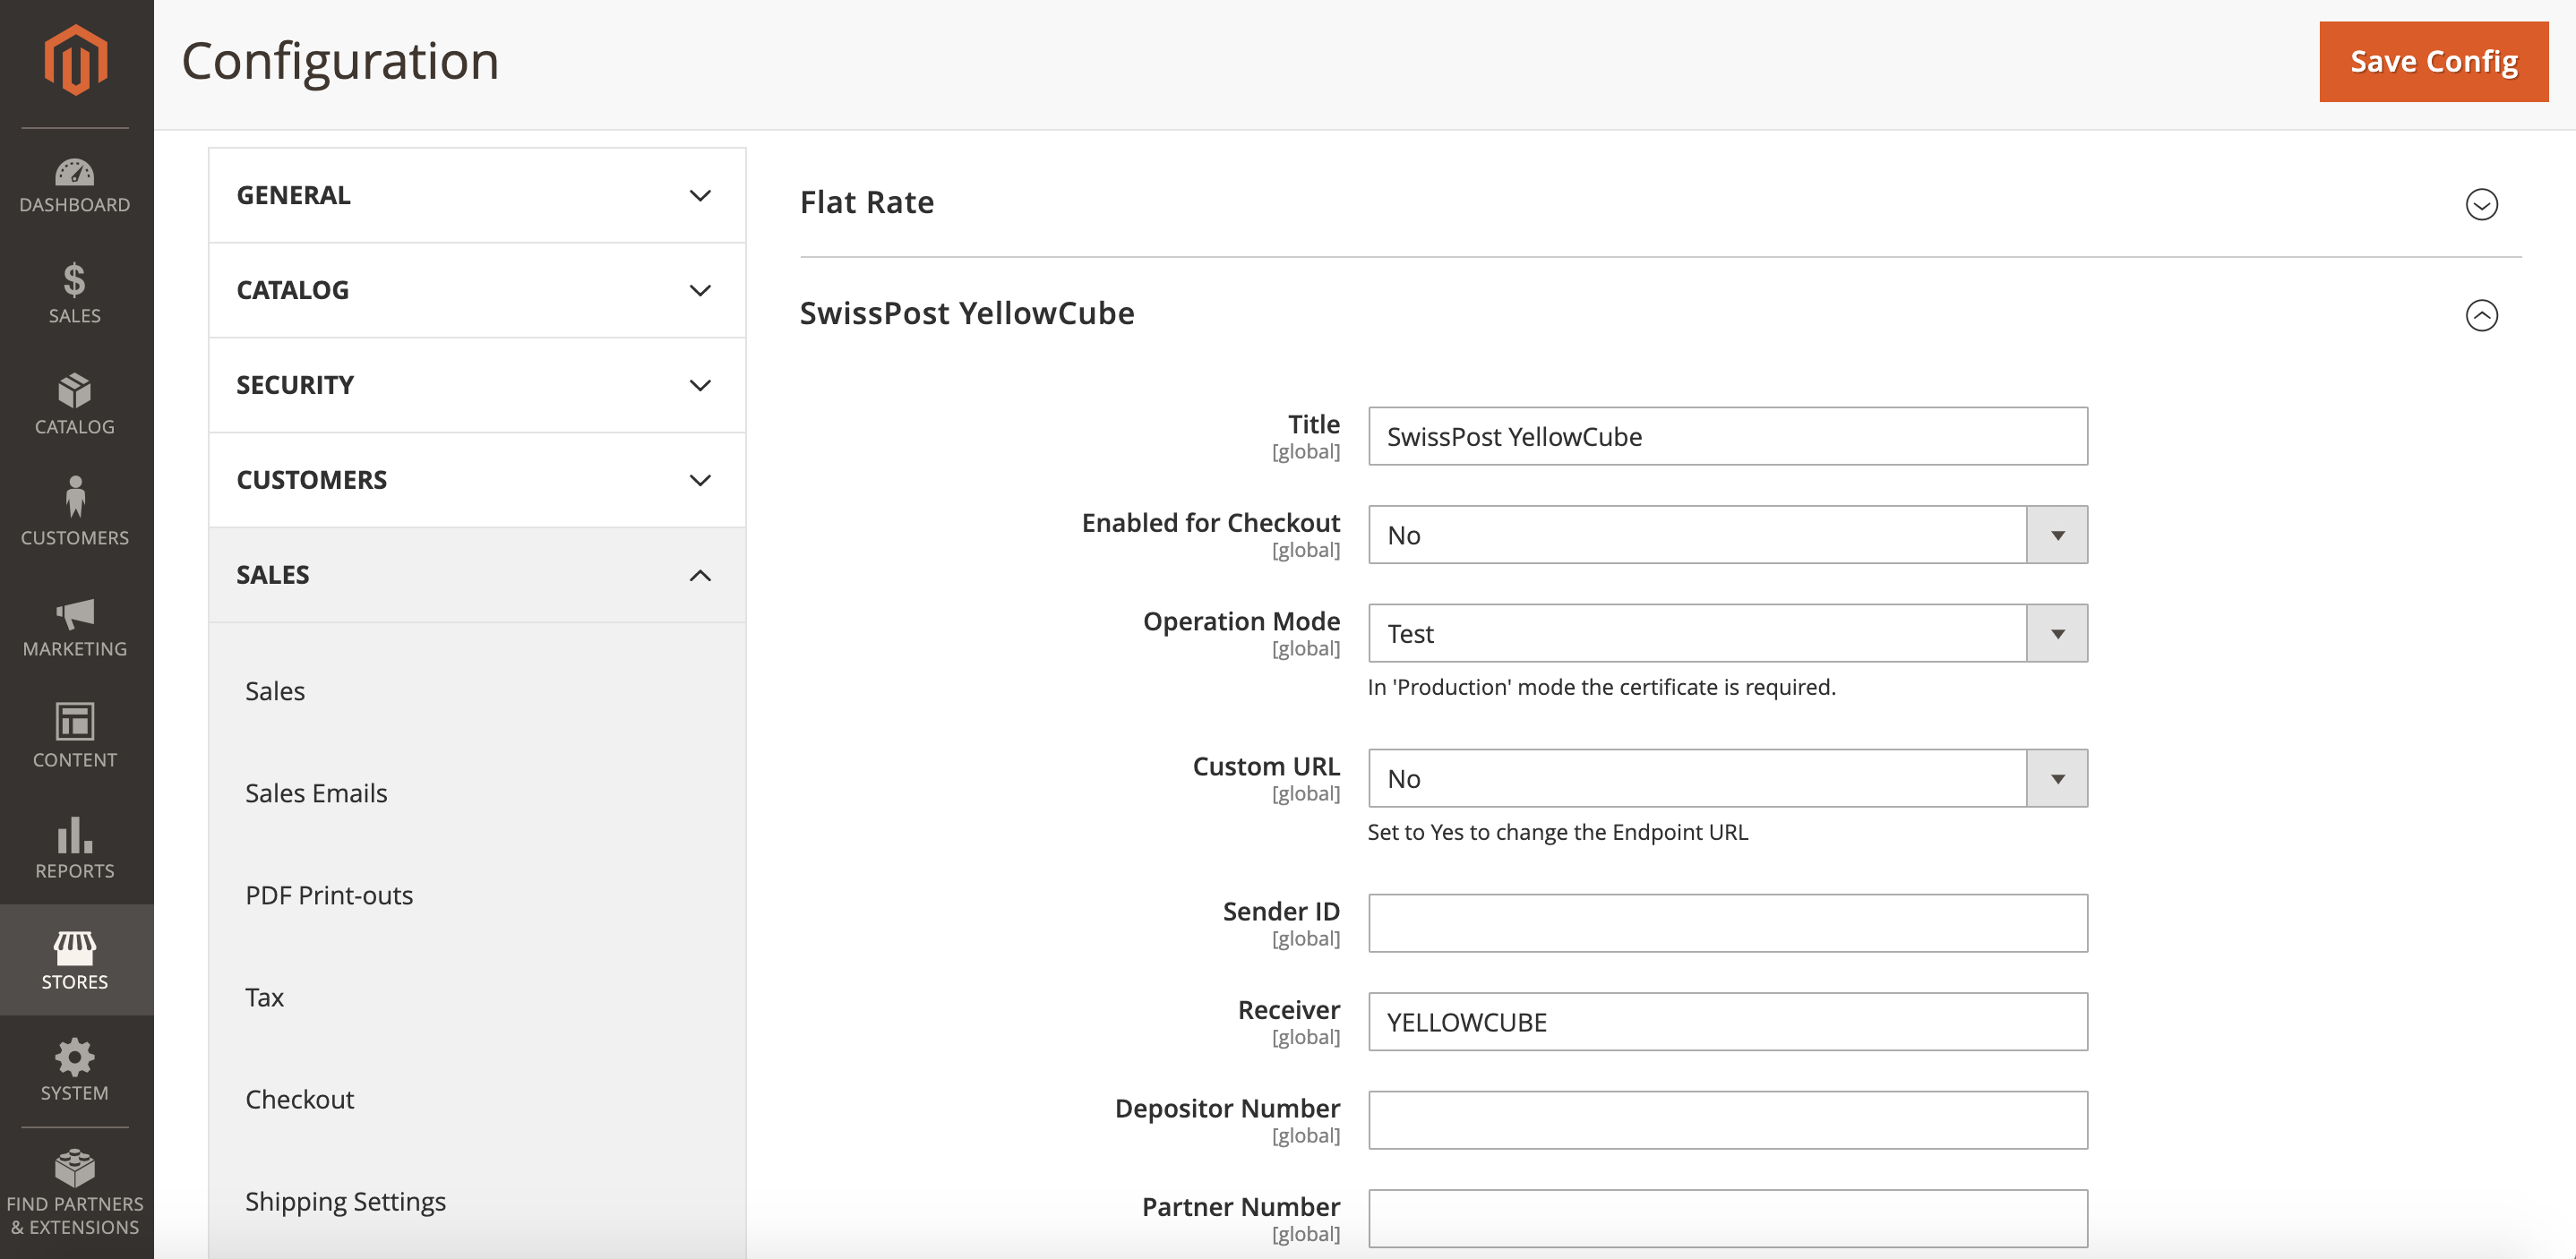 Configuration
Save Config
DASHBOARD
SALES
CATALOG
CUSTOMERS
MARKETING
CONTENT
REPORTS
STORES
SYSTEM
FIND PARTNERS
& EXTENSIONS
GENERAL
CATALOG
SECURITY
CUSTOMERS
SALES
Sales
Sales Emails
PDF Print-outs
Tax
Checkout
Shipping Settings
Flat Rate
SwissPost YellowCube
Title
[global]
SwissPost YellowCube
Enabled for Checkout
[global]
No
Operation Mode
[global]
Test
In 'Production' mode the certificate is required.
Custom URL
[global]
No
Set to Yes to change the Endpoint URL
Sender ID
[global]
Receiver
[global]
YELLOWCUBE
Depositor Number
[global]
Partner Number
[global]